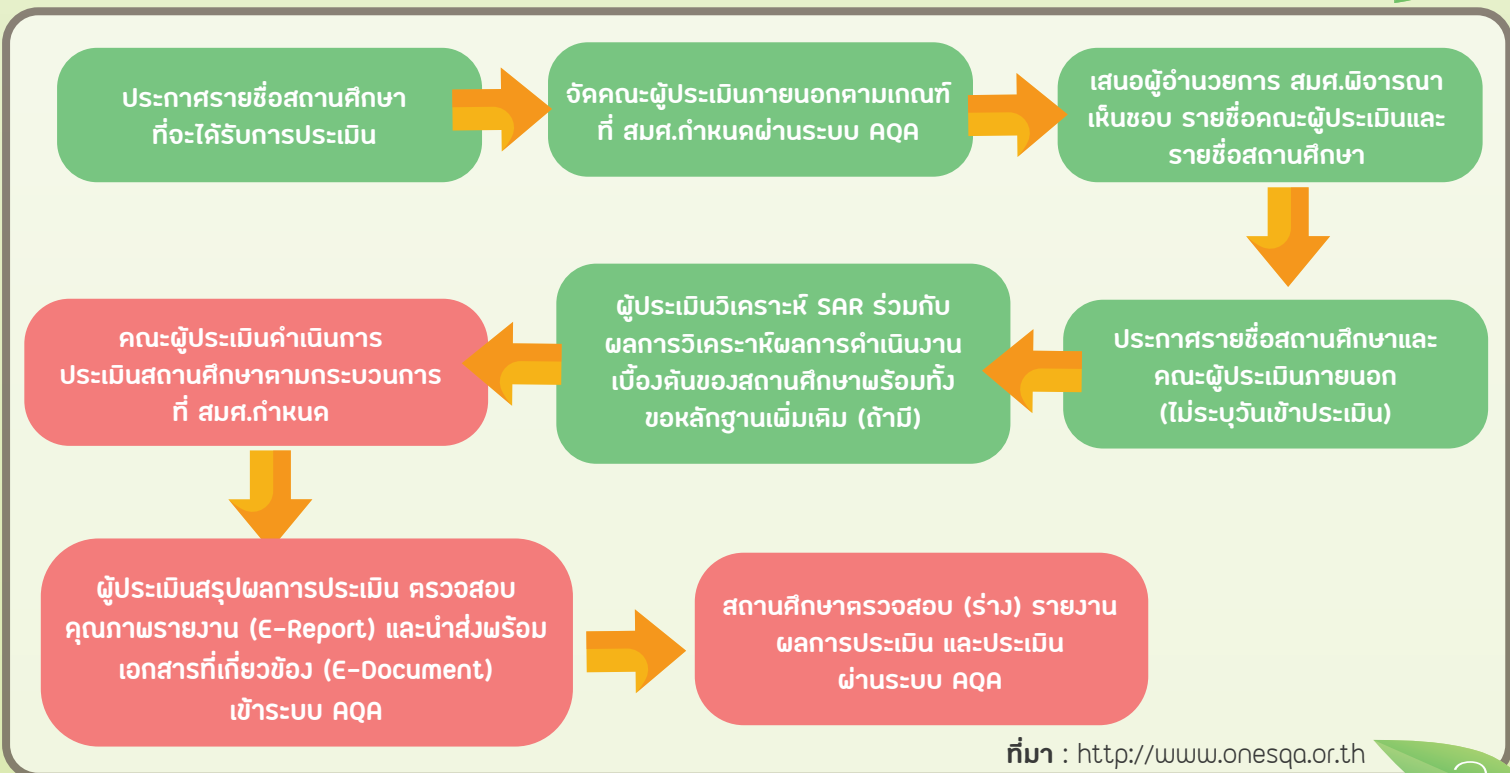 ประกาศรายชื่อสถานศึกษา
ที่จะได้รับการประเมิน
จัดคณะผู้ประเมินภายนอกตามเกณฑ์
ที่ สมศ.กำหนดผ่านระบบ AQA
เสนอผู้อำนวยการ สมศ.พิจารณา
เห็นชอบ รายชื่อคณะผู้ประเมินและ
รายชื่อสถานศึกษา
ประกาศรายชื่อสถานศึกษาและ
คณะผู้ประเมินภายนอก
(ไม่ระบุวันเข้าประเมิน)
ผู้ประเมินวิเคราะห์ SAR ร่วมกับ
ผลการวิเคระาห์ผลการดำเนินงาน
เบื้องต้นของสถานศึกษาพร้อมทั้ง
ขอหลักฐานเพิ่มเติม (ถ้ามี)
คณะผู้ประเมินดำเนินการ
ประเมินสถานศึกษาตามกระบวนการ
ที่ สมศ.กำหนด
ผู้ประเมินสรุปผลการประเมิน ตรวจสอบ
คุณภาพรายงาน (E-Report) และนำส่งพร้อม
เอกสารที่เกี่ยวข้อง (E-Document)
เข้าระบบ AQA
สถานศึกษาตรวจสอบ (ร่าง) รายงาน
ผลการประเมิน และประเมิน
ผ่านระบบ AQA
ที่มา : http://www.onesqa.or.th